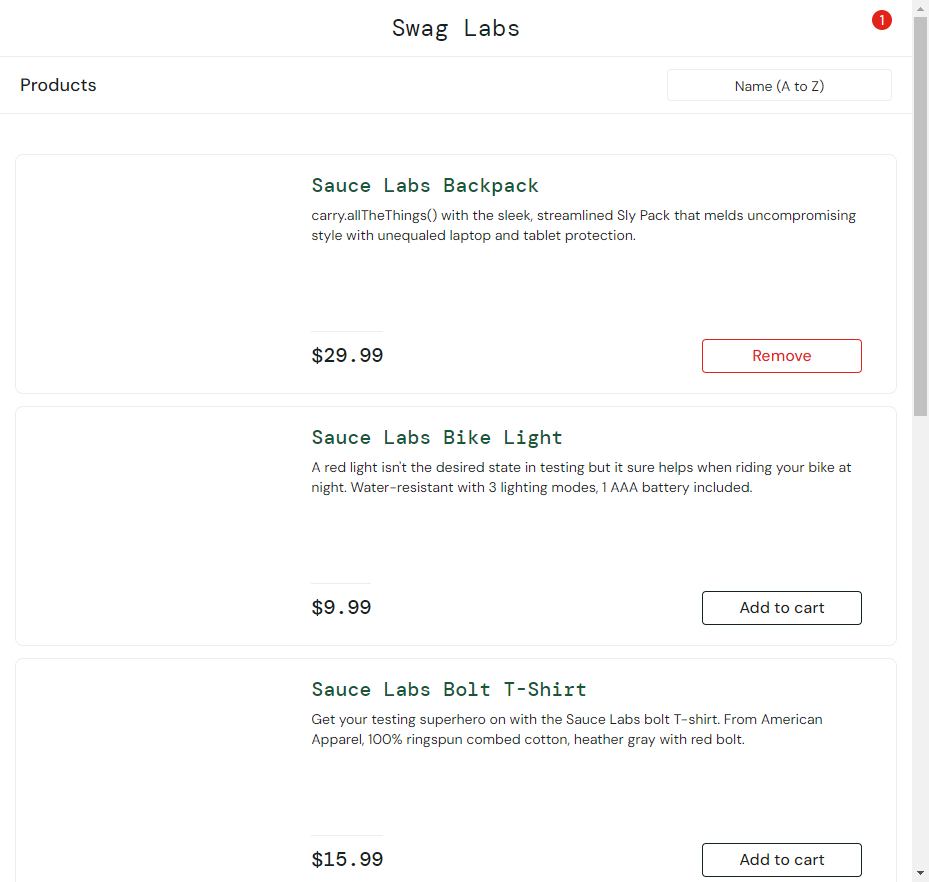 Swag Labs
1
Products
Name (A to Z)
Sauce Labs Backpack
carry.allTheThings() with the sleek, streamlined Sly Pack that melds uncompromising
style with unequaled laptop and tablet protection.
$29.99
Remove
Sauce Labs Bike Light
A red light isn't the desired state in testing but it sure helps when riding your bike at
night. Water-resistant with 3 lighting modes, 1 AAA battery included.
$9.99
Add to cart
Sauce Labs Bolt T-Shirt
Get your testing superhero on with the Sauce Labs bolt T-shirt. From American
Apparel, 100% ringspun combed cotton, heather gray with red bolt.
$15.99
Add to cart